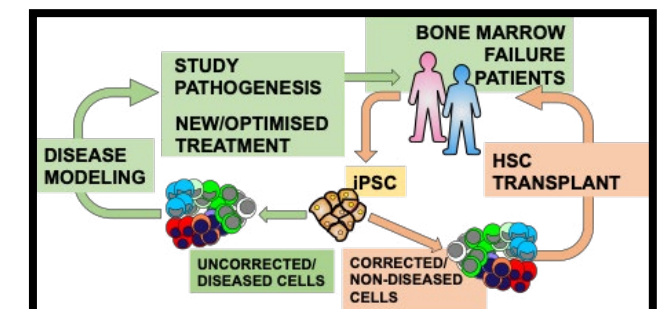 BONE MARROW
FAILURE
PATIENTS
STUDY
PATHOGENESIS
NEW/OPTIMISED
TREATMENT
DISEASE
MODELING
iPSC
HSC
TRANSPLANT
UNCORRECTED/
DISEASED CELLS
CORRECTED/
NON-DISEASED
CELLS